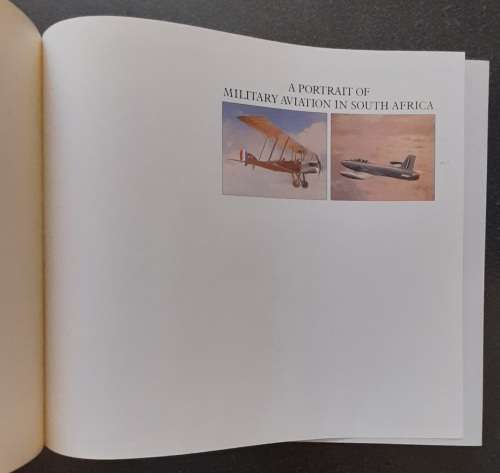 A PORTRAIT OF
MILITARY AVIATION IN SOUTH AFRICA